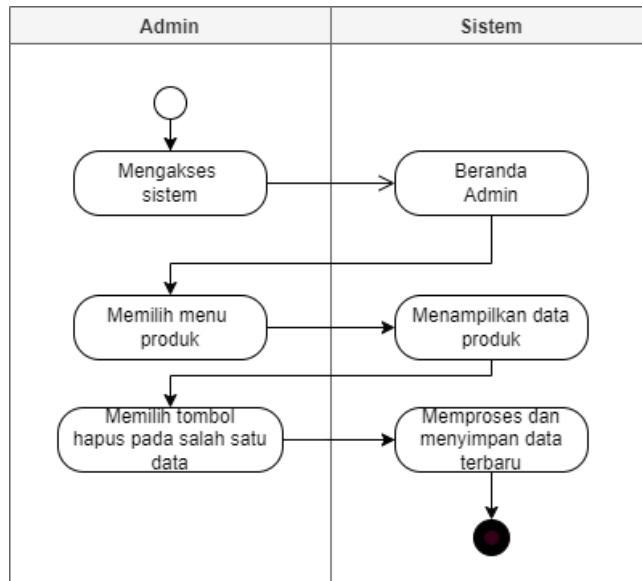 Admin
Sistem
Mengakses
sistem
Beranda
Admin
Memilih menu
produk
Menampilkan data
produk
Memilih tombol
hapus pada salah satu
data
Memproses dan
menyimpan data
terbaru